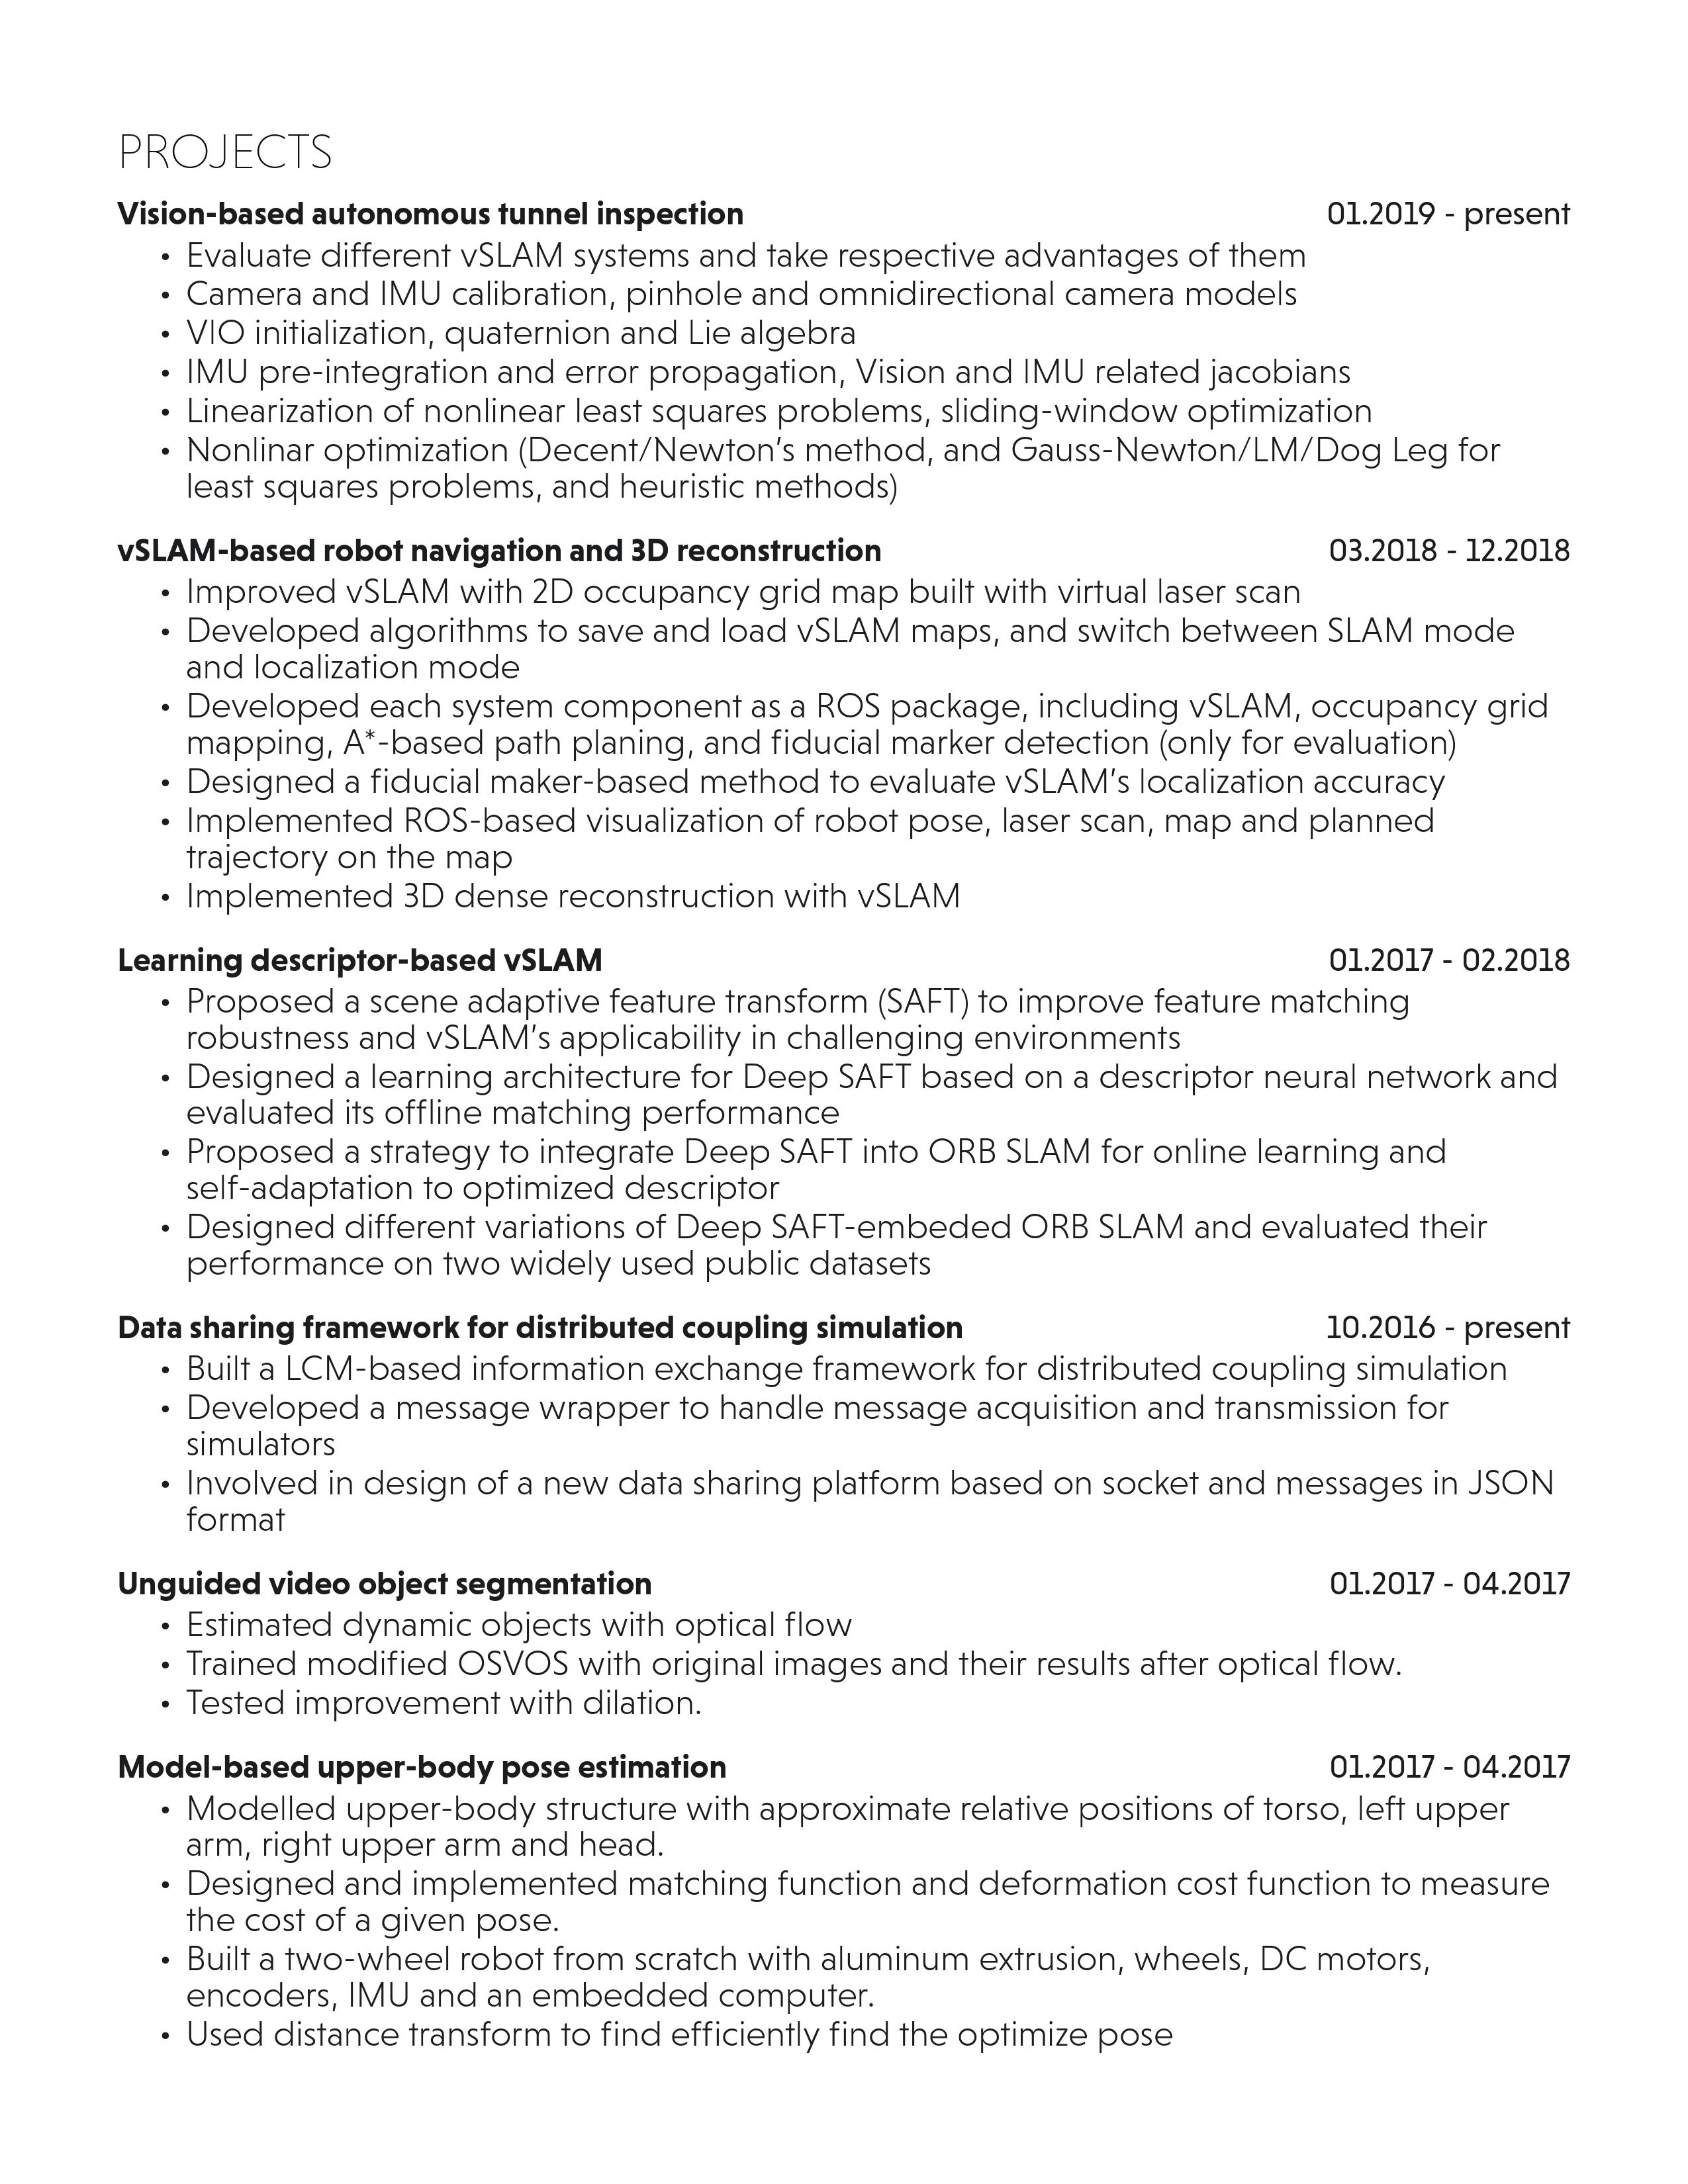 PROJECTS
Vision-based autonomous tunnel inspection 01.2019 - present
• Evaluate different vSLAM systems and take respective advantages of them
• Camera and IMU calibration, pinhole and omnidirectional camera models
• VIO initialization, quaternion and Lie algebra
• IMU pre-integration and error propagation, Vision and IMU related jacobians
• Linearization of nonlinear least squares problems, sliding-window optimization
• Nonlinar optimization (Decent/Newton's method, and Gauss-Newton/LM/Dog Leg for
least squares problems, and heuristic methods)
vSLAM-based robot navigation and 3D reconstruction 03.2018 - 12.2018
• Improved vSLAM with 2D occupancy grid map built with virtual laser scan
• Developed algorithms to save and load vSLAM maps, and switch between SLAM mode
and localization mode
• Developed each system component as a ROS package, including vSLAM, occupancy grid
mapping, A*-based path planing, and fiducial marker detection (only for evaluation)
• Designed a fiducial maker-based method to evaluate vSLAM's localization accuracy
• Implemented ROS-based visualization of robot pose, laser scan, map and planned
trajectory on the map
• Implemented 3D dense reconstruction with vSLAM
Learning descriptor-based vSLAM 01.2017 - 02.2018
• Proposed a scene adaptive feature transform (SAFT) to improve feature matching
robustness and vSLAM's applicability in challenging environments
• Designed a learning architecture for Deep SAFT based on a descriptor neural network and
evaluated its offline matching performance
• Proposed a strategy to integrate Deep SAFT into ORB SLAM for online learning and
self-adaptation to optimized descriptor
• Designed different variations of Deep SAFT-embeded ORB SLAM and evaluated their
performance on two widely used public datasets
Data sharing framework for distributed coupling simulation 10.2016 - present
• Built a LCM-based information exchange framework for distributed coupling simulation
• Developed a message wrapper to handle message acquisition and transmission for
simulators
• Involved in design of a new data sharing platform based on socket and messages in JSON
format
Unguided video object segmentation 01.2017 - 04.2017
• Estimated dynamic objects with optical flow
• Trained modified OSVOS with original images and their results after optical flow.
• Tested improvement with dilation.
Model-based upper-body pose estimation 01.2017 - 04.2017
• Modelled upper-body structure with approximate relative positions of torso, left upper
arm, right upper arm and head.
• Designed and implemented matching function and deformation cost function to measure
the cost of a given pose.
• Built a two-wheel robot from scratch with aluminum extrusion, wheels, DC motors,
encoders, IMU and an embedded computer.
• Used distance transform to find efficiently find the optimize pose